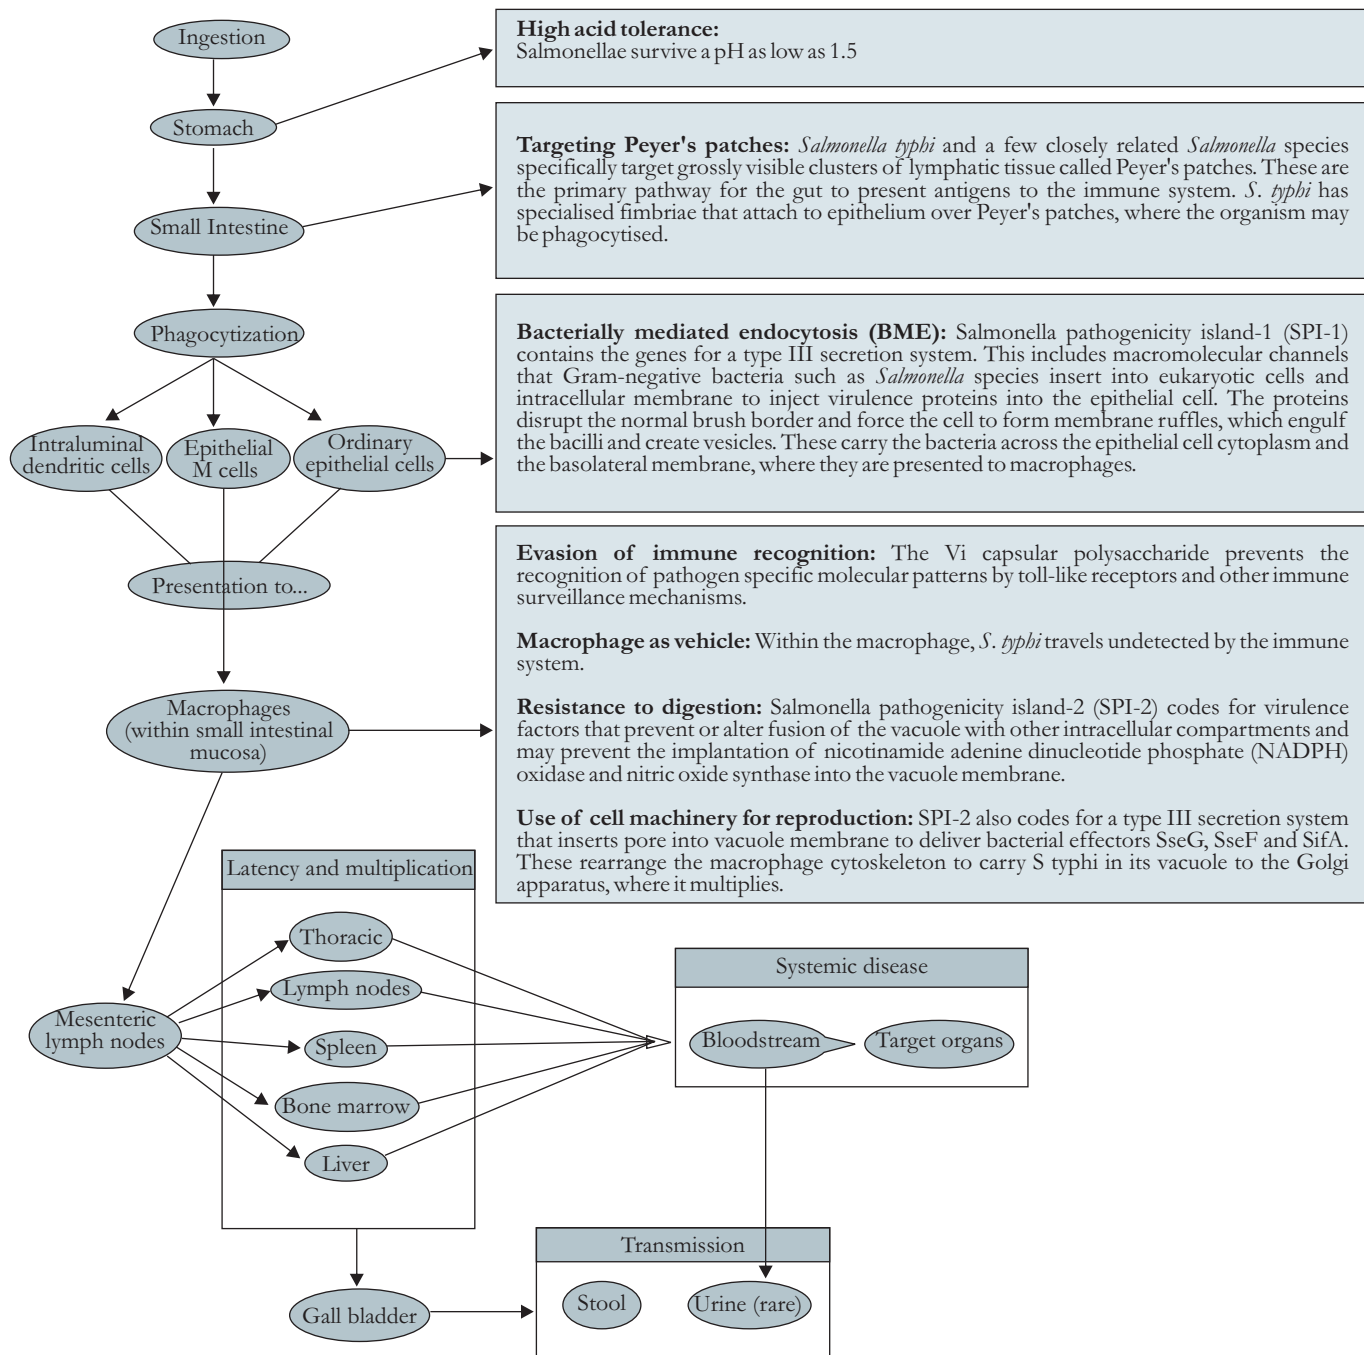 Ingestion
High acid tolerance:
Salmonellae survive a pH as low as 1.5
Stomach
Targeting Peyer's patches: Salmonella typhi and a few closely related Salmonella species
specifically target grossly visible clusters of lymphatic tissue called Peyer's patches. These are
the primary pathway for the gut to present antigens to the immune system. S. typhi has
specialised fimbriae that attach to epithelium over Peyer's patches, where the organism may
be phagocytised.
Small Intestine
Phagocytization
Bacterially mediated endocytosis (BME): Salmonella pathogenicity island-1 (SPI-1)
contains the genes for a type III secretion system. This includes macromolecular channels
that Gram-negative bacteria such as Salmonella species insert into eukaryotic cells and
intracellular membrane to inject virulence proteins into the epithelial cell. The proteins
disrupt the normal brush border and force the cell to form membrane ruffles, which engulf
the bacilli and create vesicles. These carry the bacteria across the epithelial cell cytoplasm and
the basolateral membrane, where they are presented to macrophages.
Intraluminal
dendritic cells
Epithelial
M cells
Ordinary
epithelial cells
Presentation to...
Evasion of immune recognition: The Vi capsular polysaccharide prevents the
recognition of pathogen specific molecular patterns by toll-like receptors and other immune
surveillance mechanisms.
Macrophage as vehicle: Within the macrophage, S. typhi travels undetected by the immune
system.
Resistance to digestion: Salmonella pathogenicity island-2 (SPI-2) codes for virulence
factors that prevent or alter fusion of the vacuole with other intracellular compartments and
may prevent the implantation of nicotinamide adenine dinucleotide phosphate (NADPH)
oxidase and nitric oxide synthase into the vacuole membrane.
Use of cell machinery for reproduction: SPI-2 also codes for a type III secretion system
that inserts pore into vacuole membrane to deliver bacterial effectors SseG, SseF and SifA.
These rearrange the macrophage cytoskeleton to carry S typhi in its vacuole to the Golgi
apparatus, where it multiplies.
Macrophages
(within small intestinal
mucosa)
Latency and multiplication
Thoracic
Lymph nodes
Spleen
Bone marrow
Liver
Mesenteric
lymph nodes
Systemic disease
Bloodstream
Target organs
Transmission
Gall bladder
Stool
Urine (rare)